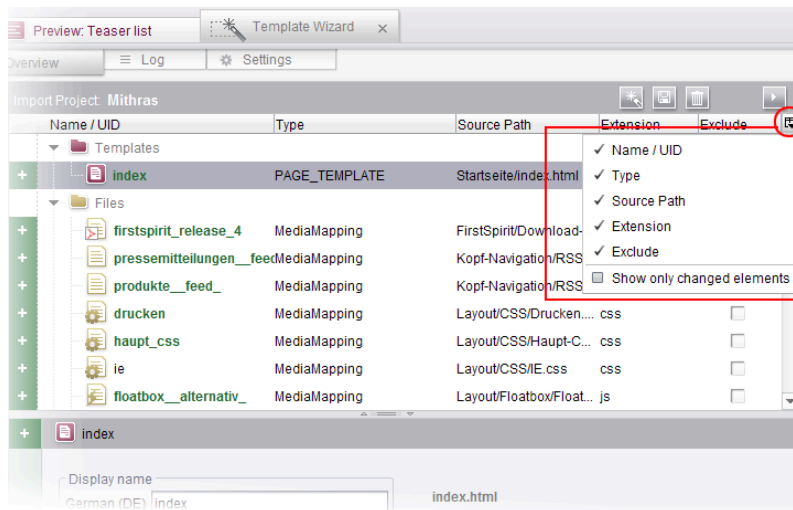 Preview: Teaser list
Template Wizard
Overview
Log
Settings
Import Project: Mithras
Name / UID Type Source Path Extension Exclude
Templates
index PAGE_TEMPLATE Startseite/index.html
Files
firstspirit_release_4 MediaMapping FirstSpirit/Download-
pressemitteilungen__feed MediaMapping Kopf-Navigation/RSS
produkte__feed_ MediaMapping Kopf-Navigation/RSS
drucken MediaMapping Layout/CSS/Drucken.... css
haupt_css MediaMapping Layout/CSS/Haupt-C... css
ie MediaMapping Layout/CSS/IE.css css
floatbox__alternativ_ MediaMapping Layout/Floatbox/Float... js
Name / UID
Type
Source Path
Extension
Exclude
Show only changed elements
index
Display name
German (DE) index
index.html